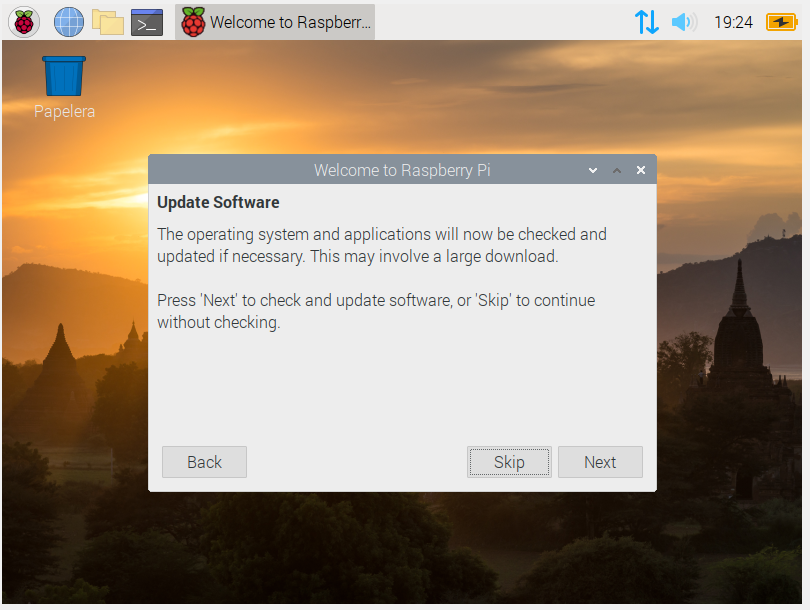 Welcome to Raspberr...
19:24
Papelera
Welcome to Raspberry Pi
Update Software
The operating system and applications will now be checked and
updated if necessary. This may involve a large download.
Press 'Next' to check and update software, or 'Skip' to continue
without checking.
Back
Skip
Next